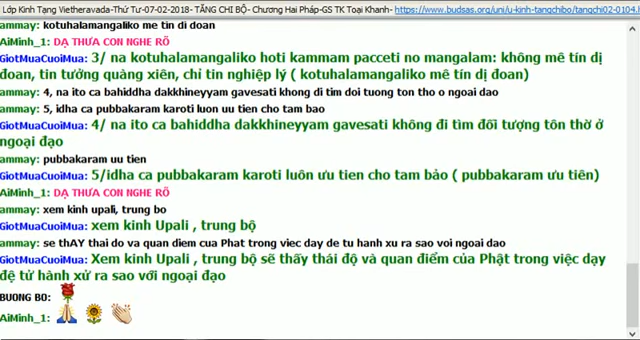 Lớp Kinh Tạng Vietheravada-Thứ Tư-07-02-2018- TĂNG CHI BỘ- Chương Hai Pháp-GS TK Toại Khanh- https://www.budsas.org/uni/u-kinh-tangchibo/tangchi02-0104.h
ammay: kotuhalamangaliko me tin di doan
AiMinh_1: DẠ THƯA CON NGHE RÕ
GiotMuaCuoiMua: 3/ na kotuhalamangaliko hoti kammam pacceti no mangalam: không mê tín dị
đoan, tin tưởng quàng xiên, chỉ tin nghiệp lý ( kotuhalamangaliko mê tín dị đoan)
ammay: 4, na ito ca bahiddha dakkhineyyam gavesati khong di tim doi tuong ton tho o ngoai dao
ammay: 5, idha ca pubbakaram karoti luon uu tien cho tam bao
GiotMuaCuoiMua: 4/ na ito ca bahiddha dakkhineyyam gavesati không đi tìm đối tượng tôn thờ ở
ngoại đạo
ammay: pubbakaram uu tien
GiotMuaCuoiMua: 5/idha ca pubbakaram karoti luôn ưu tiên cho tam bảo ( pubbakaram ưu tiên)
AiMinh_1: DẠ THƯA CON NGHE RÕ
ammay: xem kinh upali, trung bo
GiotMuaCuoiMua: xem kinh Upali , trung bộ
ammay: se thAY thai do va quan diem cua Phat trong viec day de tu hanh xu ra sao voi ngoai dao
GiotMuaCuoiMua: Xem kinh Upali , trung bộ sẽ thấy thái độ và quan điểm của Phật trong việc dạy
đệ tử hành xử ra sao với ngoại đạo
BUONG BO:
AiMinh_1: